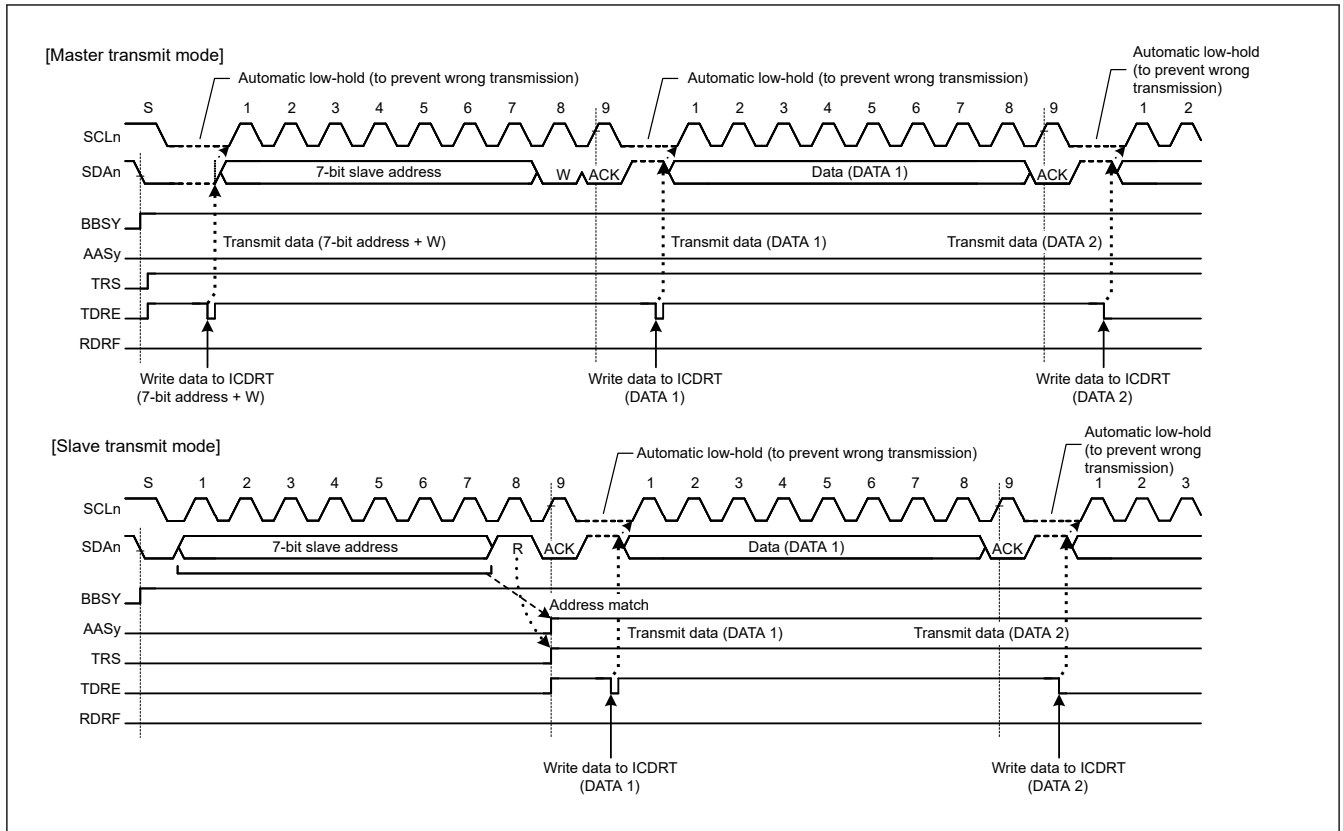 [Master transmit mode]
Automatic low-hold (to prevent wrong transmission)
Automatic low-hold (to prevent wrong transmission)
Automatic low-hold
(to prevent wrong
transmission)
S 1 2 3 4 5 6 7 8 9 1 2 3 4 5 6 7 8 9 1 2
SCLn
SDAn 7-bit slave address W ACK Data (DATA 1) ACK
BBSY
Transmit data (7-bit address + W) Transmit data (DATA 1) Transmit data (DATA 2)
AASy
TRS
TDRE
RDRF
Write data to ICDRT
(7-bit address + W)
Write data to ICDRT
(DATA 1)
Write data to ICDRT
(DATA 2)
[Slave transmit mode]
Automatic low-hold (to prevent wrong transmission)
Automatic low-hold
(to prevent wrong
transmission)
S 1 2 3 4 5 6 7 8 9 1 2 3 4 5 6 7 8 9 1 2 3
SCLn
SDAn 7-bit slave address R ACK Data (DATA 1) ACK
BBSY
Address match
AASy
Transmit data (DATA 1) Transmit data (DATA 2)
TRS
TDRE
RDRF
Write data to ICDRT
(DATA 1)
Write data to ICDRT
(DATA 2)